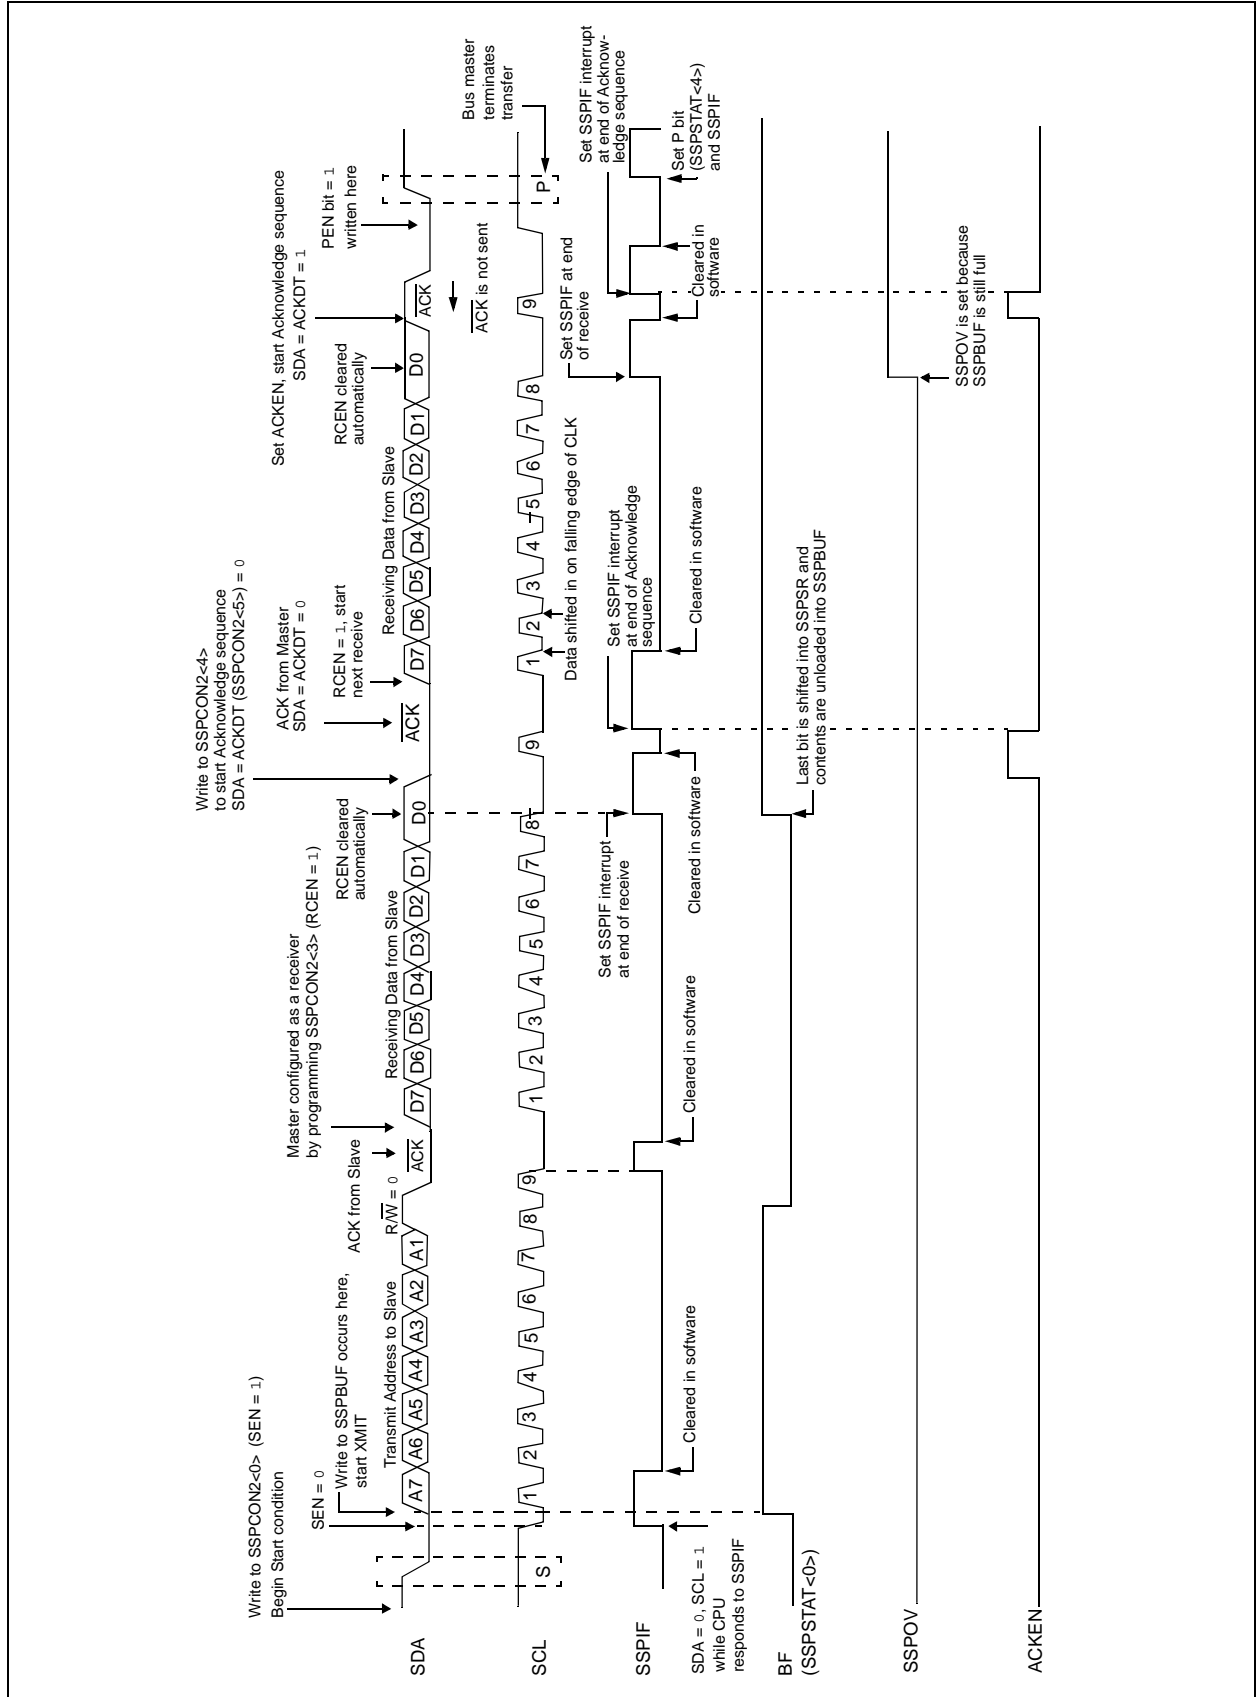 Write to SSPCON2<0> (SEN = 1)
Begin Start condition
SEN = 0
Write to SSPBUF occurs here,
start XMIT
Transmit Address to Slave
ACK from Slave
R/W = 0
Master configured as a receiver
by programming SSPCON2<3> (RCEN = 1)
Receiving Data from Slave
RCEN cleared
automatically
Write to SSPCON2<4>
to start Acknowledge sequence
SDA = ACKDT (SSPCON2<5>) = 0
ACK from Master
SDA = ACKDT = 0
RCEN = 1, start
next receive
Receiving Data from Slave
RCEN cleared
automatically
Set ACKEN, start Acknowledge sequence
SDA = ACKDT = 1
PEN bit = 1
written here
SDA
A7 A6 A5 A4 A3 A2 A1 ACK D7 D6 D5 D4 D3 D2 D1 D0 ACK D7 D6 D5 D4 D3 D2 D1 D0 ACK
ACK is not sent
Bus master
terminates
transfer
SCL
S 1 2 3 4 5 6 7 8 9 1 2 3 4 5 6 7 8 9 1 2 3 4 5 6 7 8 9 P
Data shifted in on falling edge of CLK
Set SSPIF interrupt
at end of receive
Set SSPIF interrupt
at end of Acknowledge
sequence
Set SSPIF at end
of receive
Set SSPIF interrupt
at end of Acknow-
ledge sequence
SSPIF
SDA = 0, SCL = 1
while CPU
responds to SSPIF
Cleared in software
Cleared in software
Cleared in software
Cleared in software
Cleared in
software
Set P bit
(SSPSTAT<4>)
and SSPIF
BF
(SSPSTAT<0>)
Last bit is shifted into SSPSR and
contents are unloaded into SSPBUF
SSPOV
SSPOV is set because
SSPBUF is still full
ACKEN